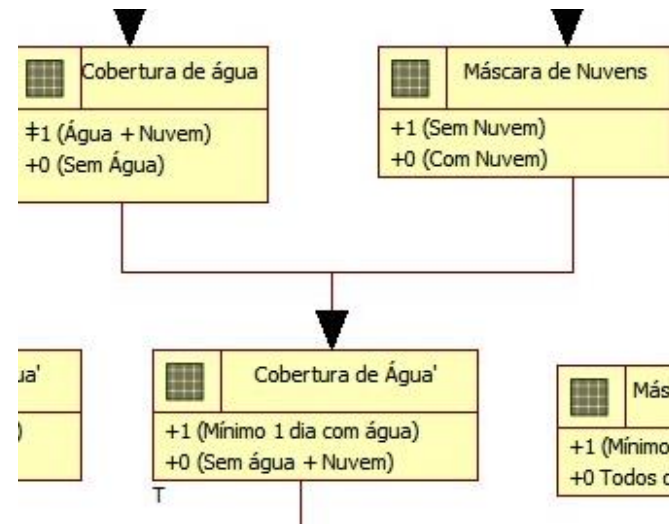 Cobertura de água
+1 (Água + Nuvem)
+0 (Sem Água)
Máscara de Nuvens
+1 (Sem Nuvem)
+0 (Com Nuvem)
ua'
)
Cobertura de Água'
+1 (Mínimo 1 dia com água)
+0 (Sem água + Nuvem)
T
Más
+1 (Mínimo
+0 Todos